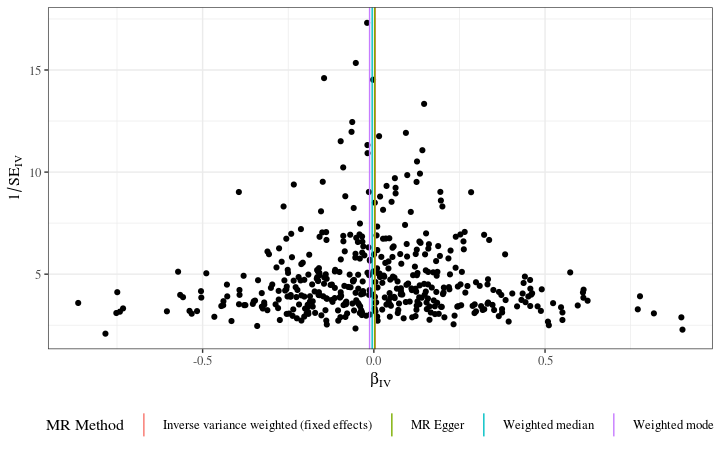 15
10
5
1/SE_IV
-0.5
0.0
0.5
β_IV
MR Method
Inverse variance weighted (fixed effects)
MR Egger
Weighted median
Weighted mode